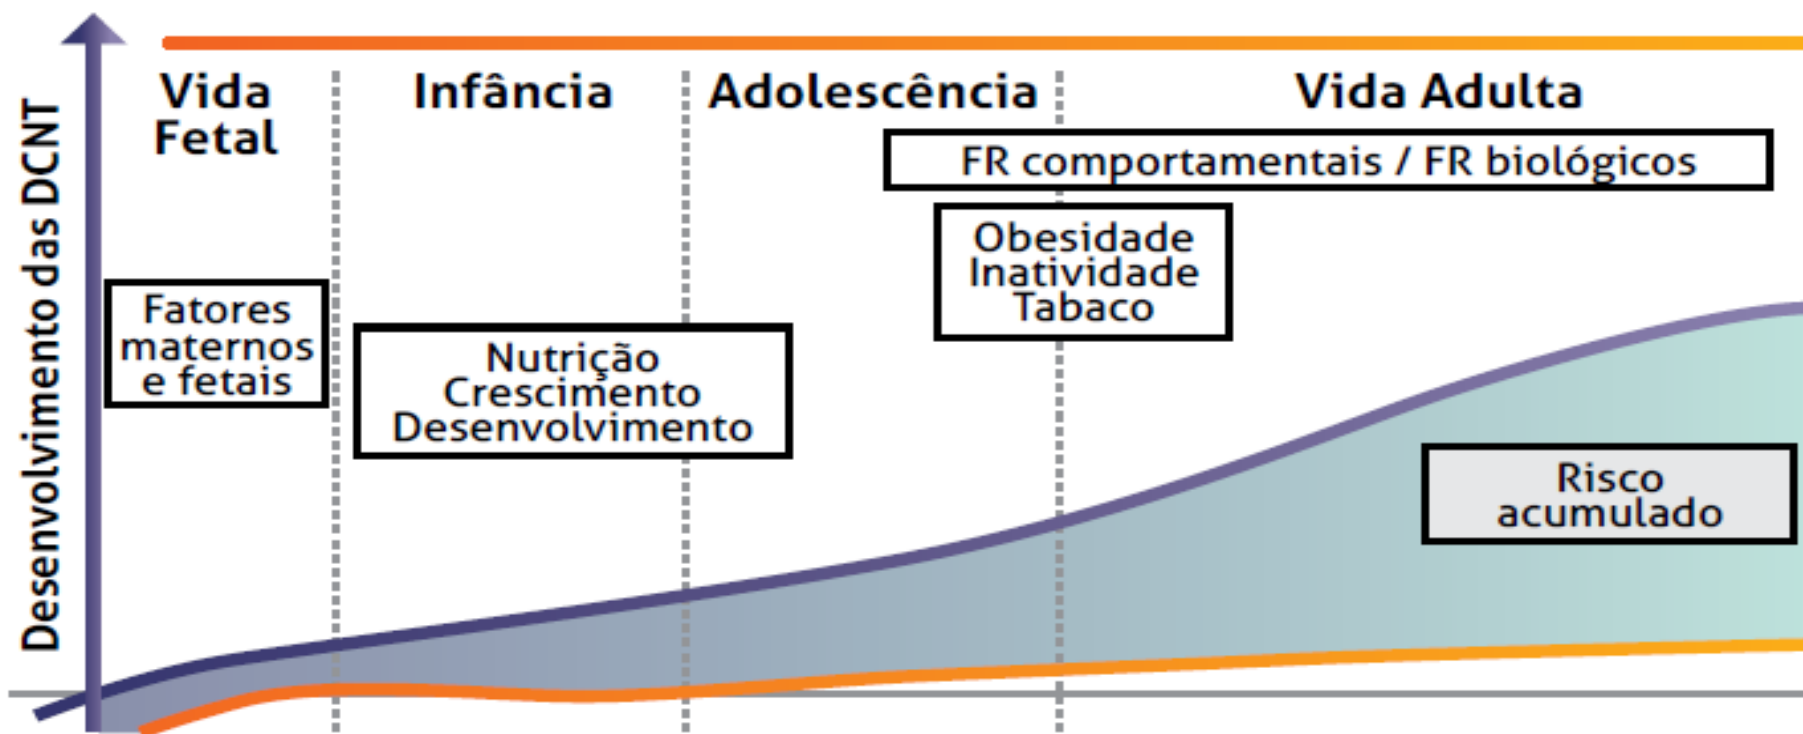 Desenvolvimento das DCNT
Vida
Fetal
Infância
Adolescência
Vida Adulta
FR comportamentais / FR biológicos
Obesidade
Inatividade
Tabaco
Fatores
maternos
e fetais
Nutrição
Crescimento
Desenvolvimento
Risco
acumulado